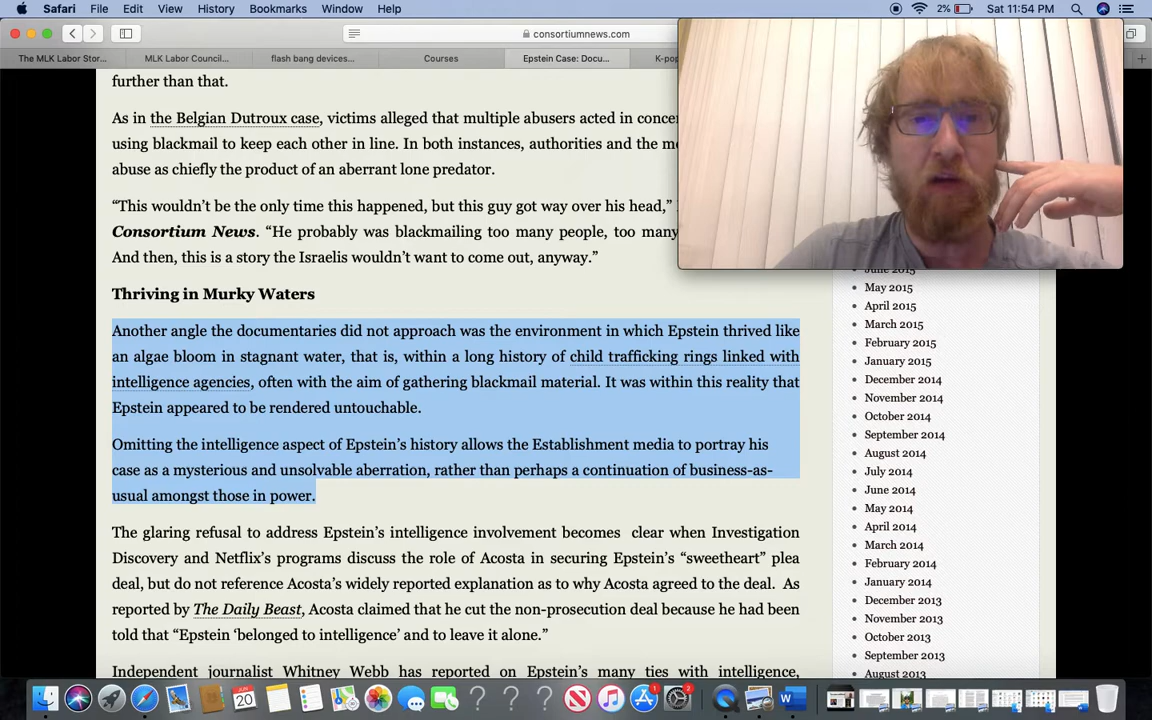 Safari File Edit View History Bookmarks Window Help 2% Sat 11:54 PM
consortiumnews.com
The MLK Labor Stor... MLK Labor Council... flash bang devices... Courses Epstein Case: Docu... K-pop
further than that.
As in the Belgian Dutroux case, victims alleged that multiple abusers acted in
using blackmail to keep each other in line. In both instances, authorities and the
abuse as chiefly the product of an aberrant lone predator.
“This wouldn’t be the only time this happened, but this guy got way over his head,”
Consortium News. “He probably was blackmailing too many people, too many
And then, this is a story the Israelis wouldn’t want to come out, anyway.”
Thriving in Murky Waters
Another angle the documentaries did not approach was the environment in which Epstein thrived like
an algae bloom in stagnant water, that is, within a long history of child trafficking rings linked with
intelligence agencies, often with the aim of gathering blackmail material. It was within this reality that
Epstein appeared to be rendered untouchable.
Omitting the intelligence aspect of Epstein’s history allows the Establishment media to portray his
case as a mysterious and unsolvable aberration, rather than perhaps a continuation of business-as-
usual amongst those in power.
The glaring refusal to address Epstein’s intelligence involvement becomes clear when Investigation
Discovery and Netflix’s programs discuss the role of Acosta in securing Epstein’s “sweetheart” plea
deal, but do not reference Acosta’s widely reported explanation as to why Acosta agreed to the deal. As
reported by The Daily Beast, Acosta claimed that he cut the non-prosecution deal because he had been
told that “Epstein ‘belonged to intelligence’ and to leave it alone.”
Independent journalist Whitney Webb has reported on Epstein’s many ties with intelligence,
June 2015
May 2015
April 2015
March 2015
February 2015
January 2015
December 2014
November 2014
October 2014
September 2014
August 2014
July 2014
June 2014
May 2014
April 2014
March 2014
February 2014
January 2014
December 2013
November 2013
October 2013
September 2013
August 2013
JUN
20
1
2